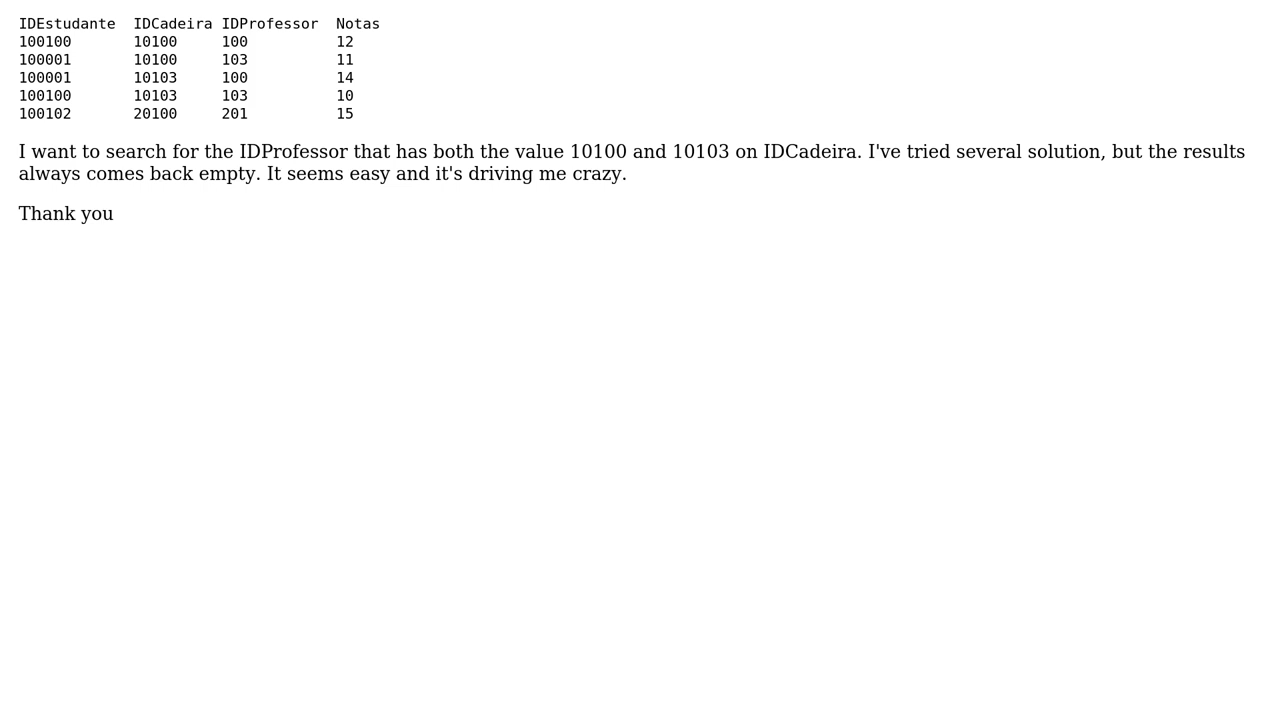 IDEstudante  IDCadeira IDProfessor  Notas
100100       10100     100          12
100001       10100     103          11
100001       10103     100          14
100100       10103     103          10
100102       20100     201          15
I want to search for the IDProfessor that has both the value 10100 and 10103 on IDCadeira. I've tried several solution, but the results
always comes back empty. It seems easy and it's driving me crazy.
Thank you